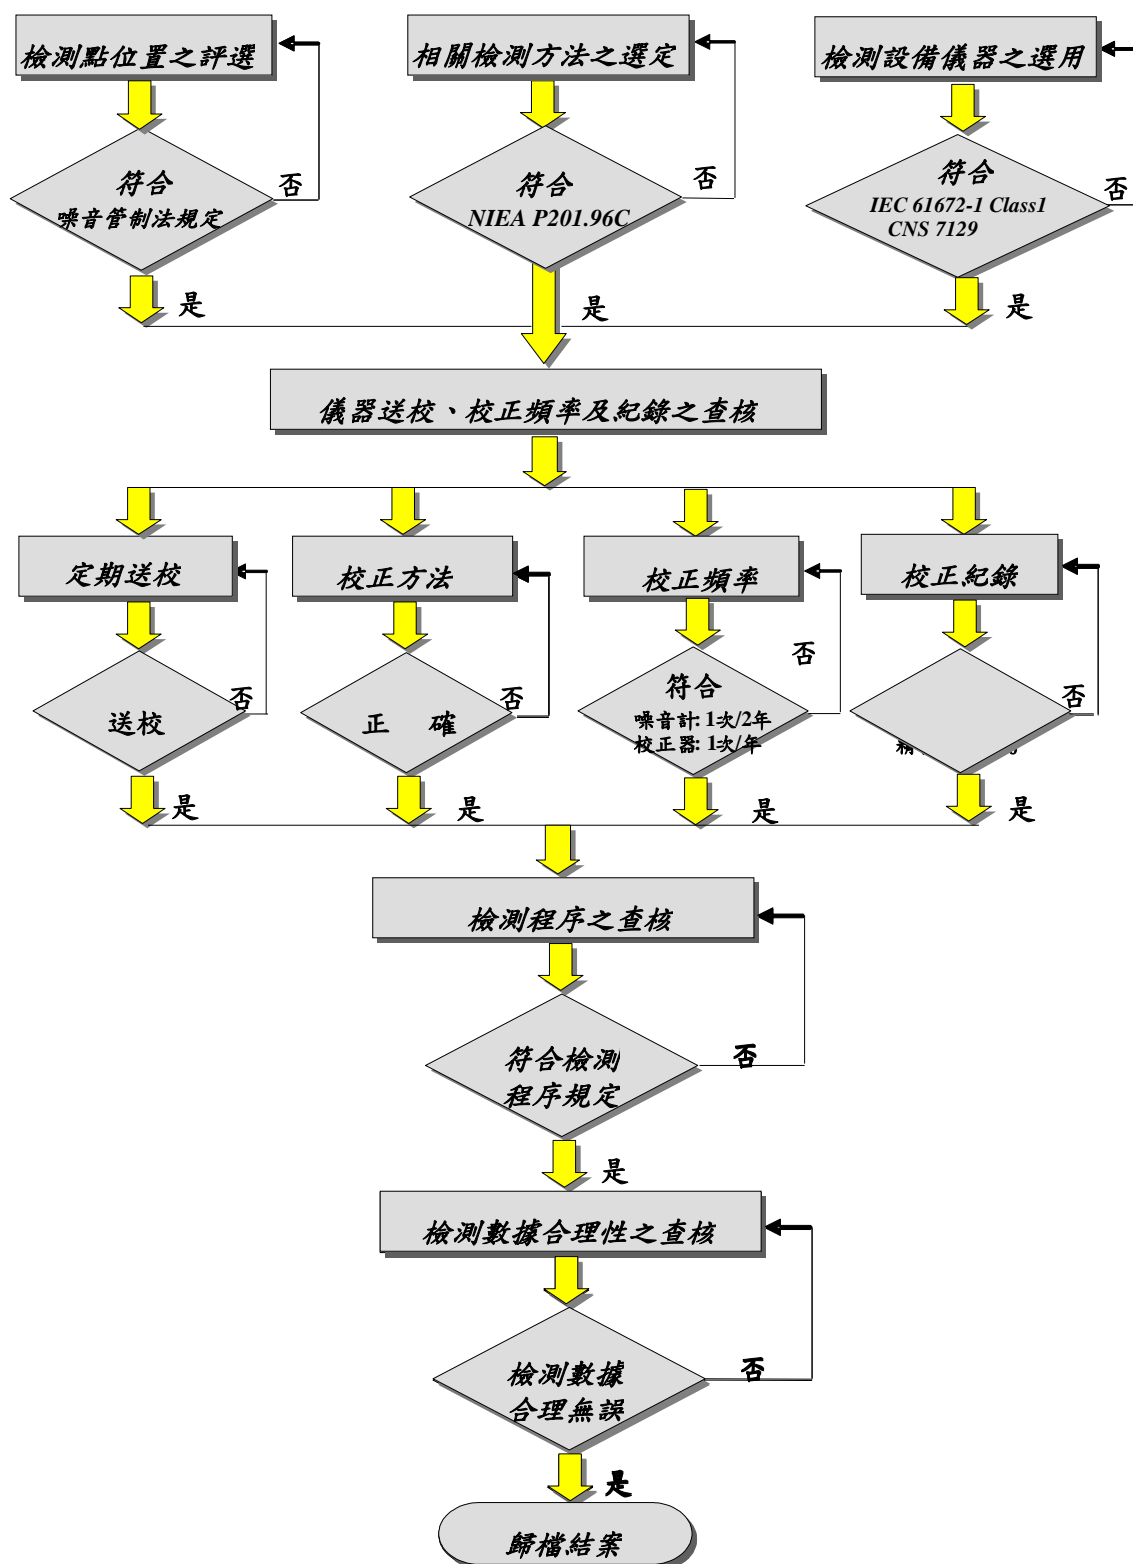 檢測點位置之評選
相關檢測方法之選定
檢測設備儀器之選用
符合
噪音管制法規定
否
符合
NIEA P201.96C
否
符合
IEC 61672-1 Class1
CNS 7129
否
是
是
是
儀器送校、校正頻率及紀錄之查核
定期送校
校正方法
校正頻率
校正紀錄
送校
否
正 確
否
符合
噪音計: 1次/2年
校正器: 1次/年
否
否
是
是
是
是
檢測程序之查核
符合檢測
程序規定
否
是
檢測數據合理性之查核
檢測數據
合理無誤
否
是
歸檔結案